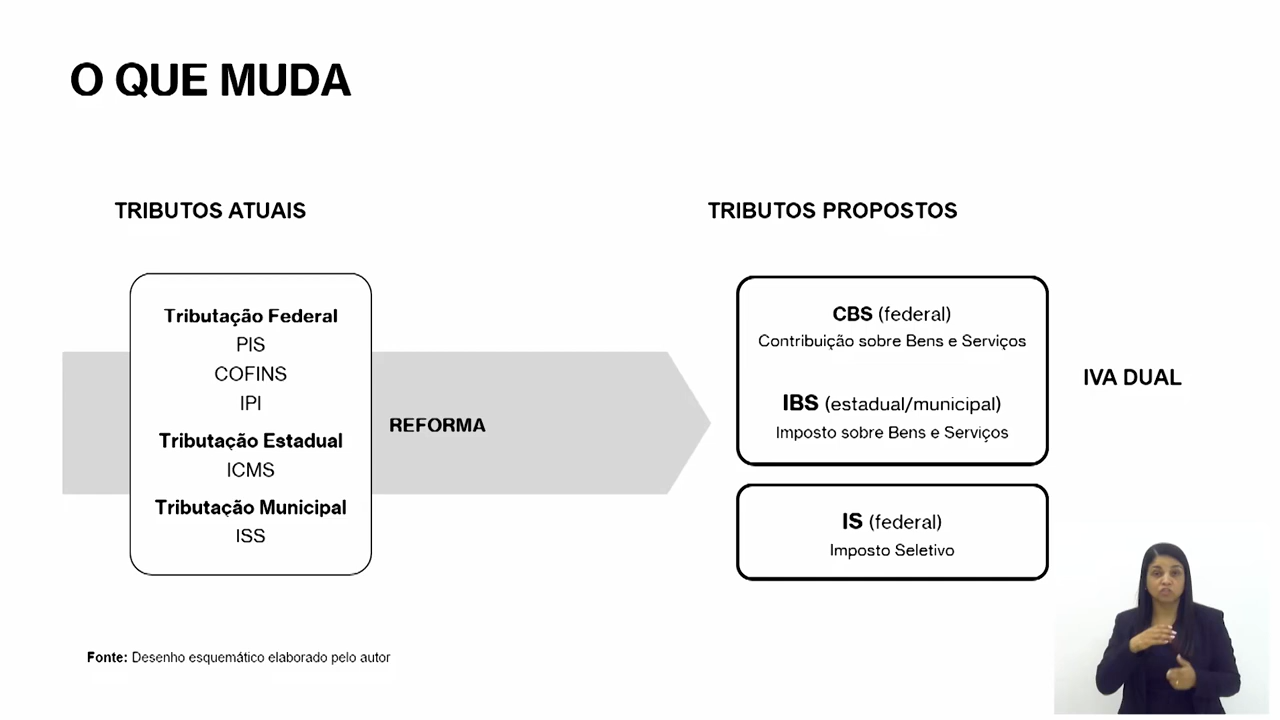 O QUE MUDA
TRIBUTOS ATUAIS
Tributação Federal
PIS
COFINS
IPI
Tributação Estadual
ICMS
Tributação Municipal
ISS
REFORMA
TRIBUTOS PROPOSTOS
CBS (federal)
Contribuição sobre Bens e Serviços
IBS (estadual/municipal)
Imposto sobre Bens e Serviços
IVA DUAL
IS (federal)
Imposto Seletivo
Fonte: Desenho esquemático elaborado pelo autor